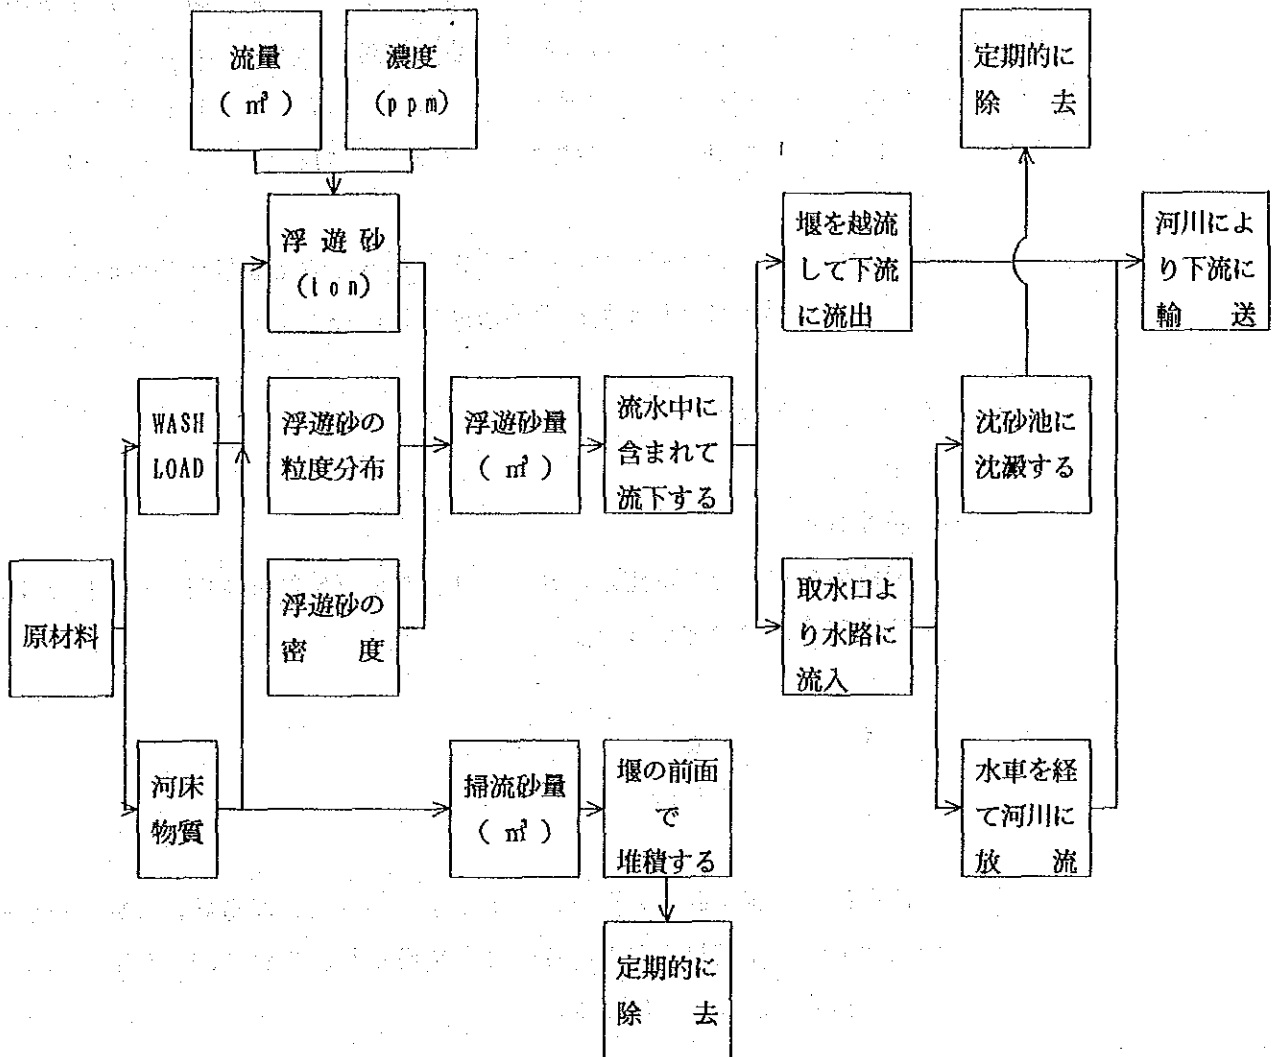 流量
( ㎥ )
濃度
(ppm)
定期的に
除　去
浮 遊 砂
(ton)
堰を越流
して下流
に流出
河川によ
り下流に
輸　送
WASH
LOAD
浮遊砂の
粒度分布
浮遊砂量
( ㎥ )
流水中に
含まれて
流下する
沈砂池に
沈澱する
原材料
浮遊砂の
密　度
取水口よ
り水路に
流入
河床
物質
掃流砂量
( ㎥ )
堰の前面
で
堆積する
水車を経
て河川に
放　流
定期的に
除　去